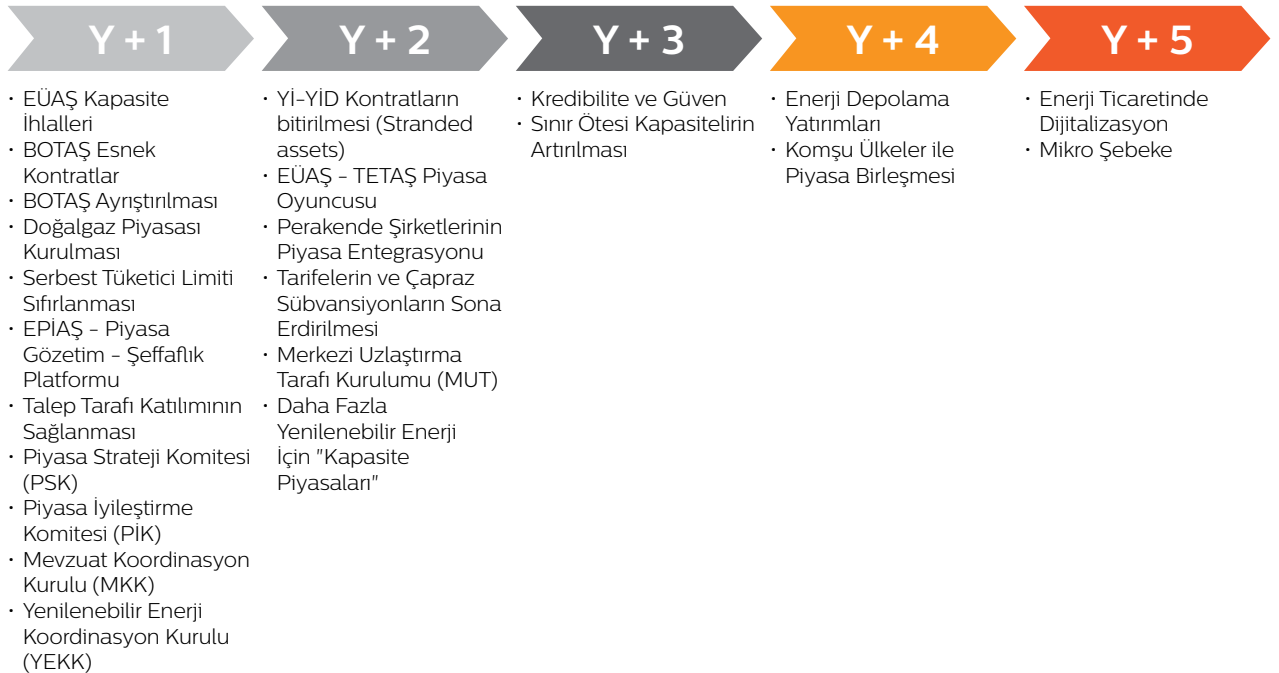 Y + 1
· EÜAŞ Kapasite
İhlalleri
· BOTAŞ Esnek
Kontratlar
· BOTAŞ Ayrıştırılması
· Doğalgaz Piyasası
Kurulması
· Serbest Tüketici Limiti
Sıfırlanması
· EPİAŞ - Piyasa
Gözetim - Şeffaflık
Platformu
· Talep Tarafı Katılımının
Sağlanması
· Piyasa Strateji Komitesi
(PSK)
· Piyasa İyileştirme
Komitesi (PİK)
· Mevzuat Koordinasyon
Kurulu (MKK)
· Yenilenebilir Enerji
Koordinasyon Kurulu
(YEKK)
Y + 2
· Yİ-YİD Kontratların
bitirilmesi (Stranded
assets)
· EÜAŞ - TETAŞ Piyasa
Oyuncusu
· Perakende Şirketlerinin
Piyasa Entegrasyonu
· Tarifelerin ve Çapraz
Sübvansiyonların Sona
Erdirilmesi
· Merkezi Uzlaştırma
Tarafı Kurulumu (MUT)
· Daha Fazla
Yenilenebilir Enerji
İçin "Kapasite
Piyasaları"
Y + 3
· Kredibilite ve Güven
· Sınır Ötesi Kapasitelirin
Artırılması
Y + 4
· Enerji Depolama
Yatırımları
· Komşu Ülkeler ile
Piyasa Birleşmesi
Y + 5
· Enerji Ticaretinde
Dijitalizasyon
· Mikro Şebeke